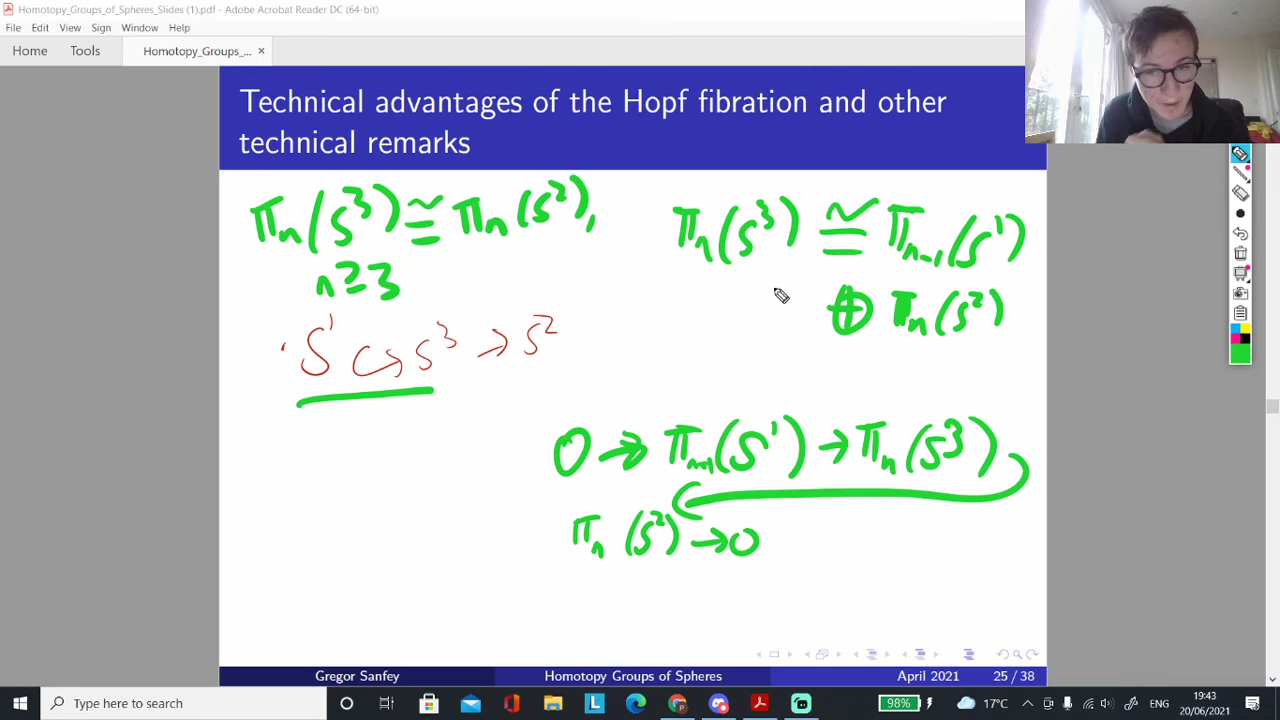 Homotopy_Groups_of_Spheres_Slides (1).pdf - Adobe Acrobat Reader DC (64-bit)
File Edit View Sign Window Help
Home Tools Homotopy_Groups_... ×
Technical advantages of the Hopf fibration and other
technical remarks
πn(S³) ≅ πn(S²),
n≥3
πn(S³) ≅ πn-1(S¹)
⊕ πn(S²)
· S¹ ↪ S³ → S²
0 → πn-1(S¹) → πn(S³)
πn(S²) → 0
Gregor Sanfey Homotopy Groups of Spheres April 2021 25 / 38
Type here to search
98% 17°C ENG 19:43
20/06/2021